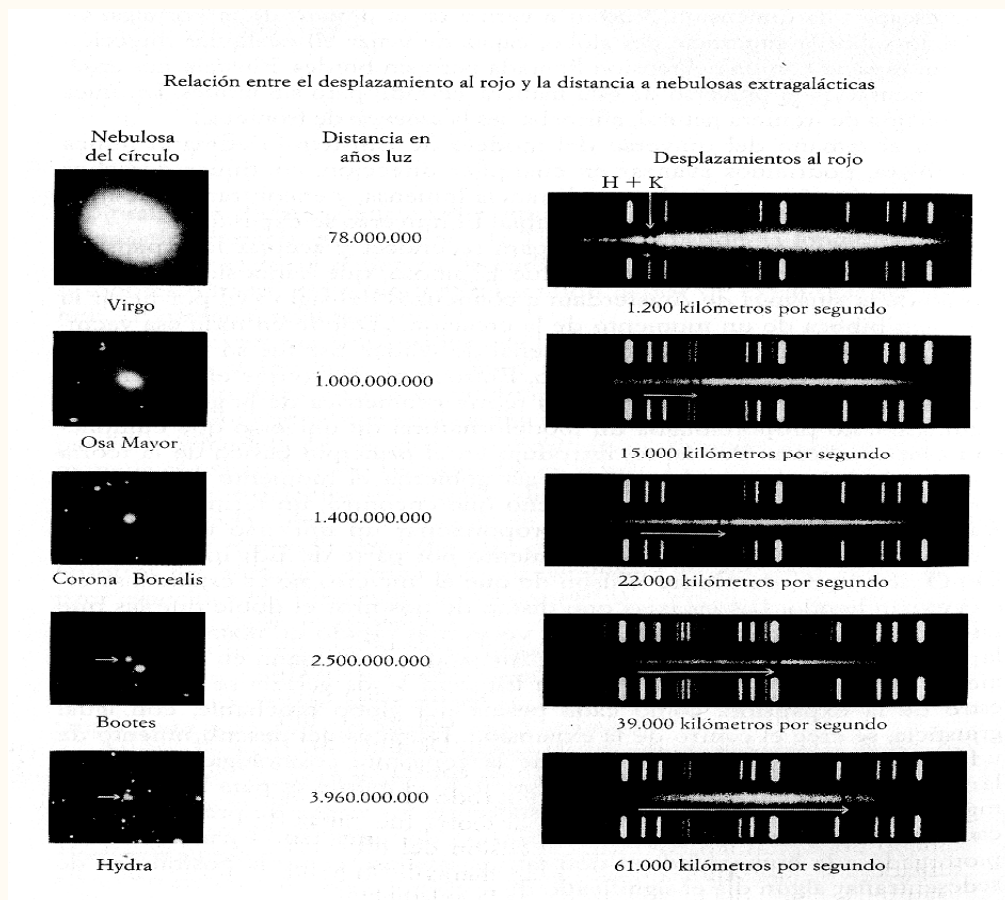 Relación entre el desplazamiento al rojo y la distancia a nebulosas extragalácticas
Nebulosa
del círculo
Distancia en
años luz
Desplazamientos al rojo
H + K
78.000.000
Virgo
1.200 kilómetros por segundo
1.000.000.000
Osa Mayor
15.000 kilómetros por segundo
1.400.000.000
Corona Borealis
22.000 kilómetros por segundo
2.500.000.000
Bootes
39.000 kilómetros por segundo
3.960.000.000
Hydra
61.000 kilómetros por segundo